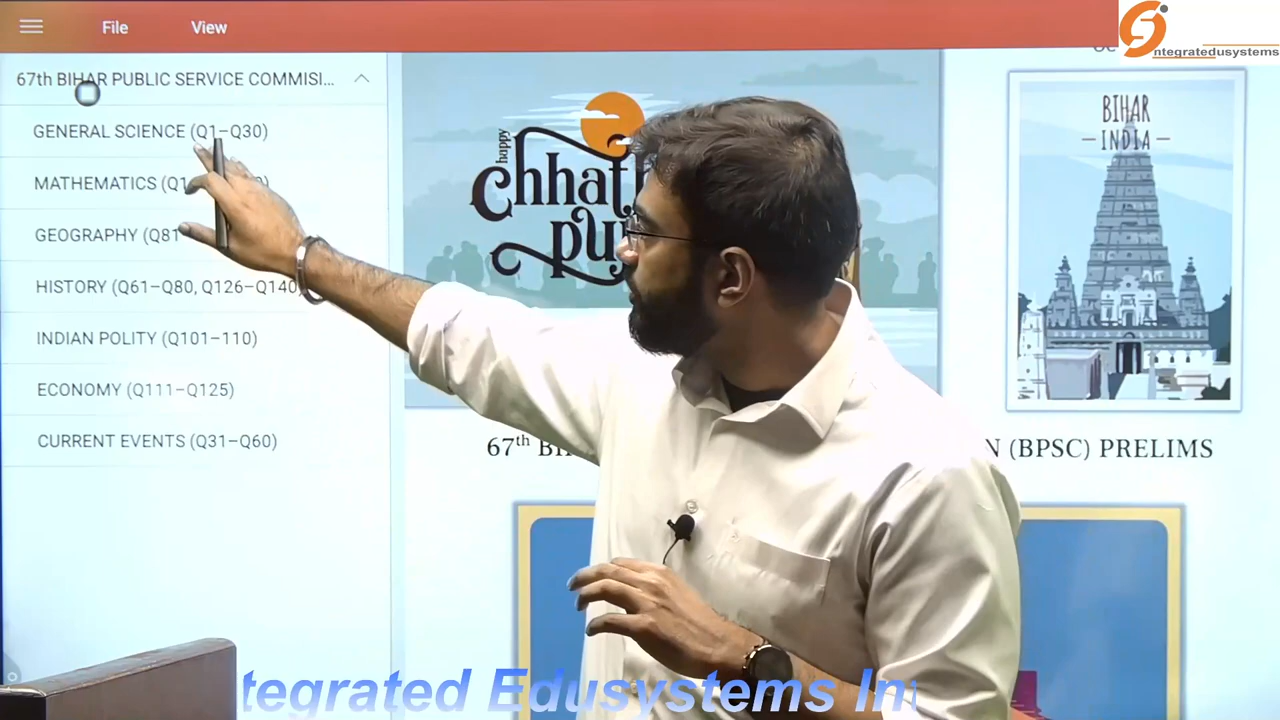 File View
ntegratedusystems
67th BIHAR PUBLIC SERVICE COMMISI...
GENERAL SCIENCE (Q1–Q30)
MATHEMATICS
GEOGRAPHY (Q81
HISTORY (Q61–Q80, Q126–Q140)
INDIAN POLITY (Q101–110)
ECONOMY (Q111–Q125)
CURRENT EVENTS (Q31–Q60)
happy
chhath
BIHAR
–INDIA–
67th
(BPSC) PRELIMS
tegrated Edusystems